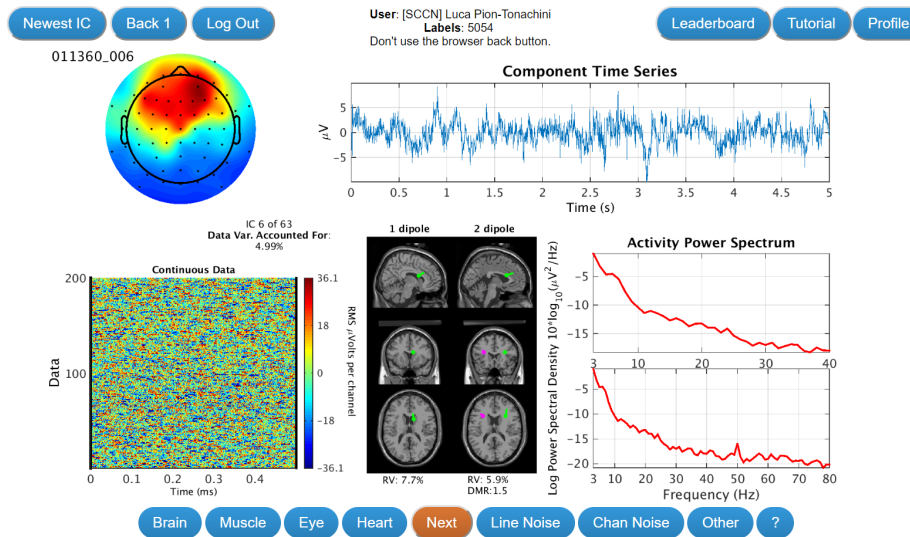 Newest IC
Back 1
Log Out
User: [SCCN] Luca Pion-Tonachini
Labels: 5054
Don't use the browser back button.
Leaderboard
Tutorial
Profile
011360_006
Component Time Series
μV
5
0
-5
0
0.5
1
1.5
2
2.5
3
3.5
4
4.5
5
Time (s)
IC 6 of 63
Data Var. Accounted For:
4.99%
Continuous Data
Data
200
100
0
0
0.1
0.2
0.3
0.4
Time (ms)
36.1
18
0
-18
-36.1
RMS μVolts per channel
1 dipole
2 dipole
RV: 7.7%
RV: 5.9%
DMR:1.5
Activity Power Spectrum
Log Power Spectral Density 10*log10(μV2/Hz)
-5
-10
-15
3
10
20
30
40
-5
-10
-15
-20
3
10
20
30
40
50
60
70
80
Frequency (Hz)
Brain
Muscle
Eye
Heart
Next
Line Noise
Chan Noise
Other
?